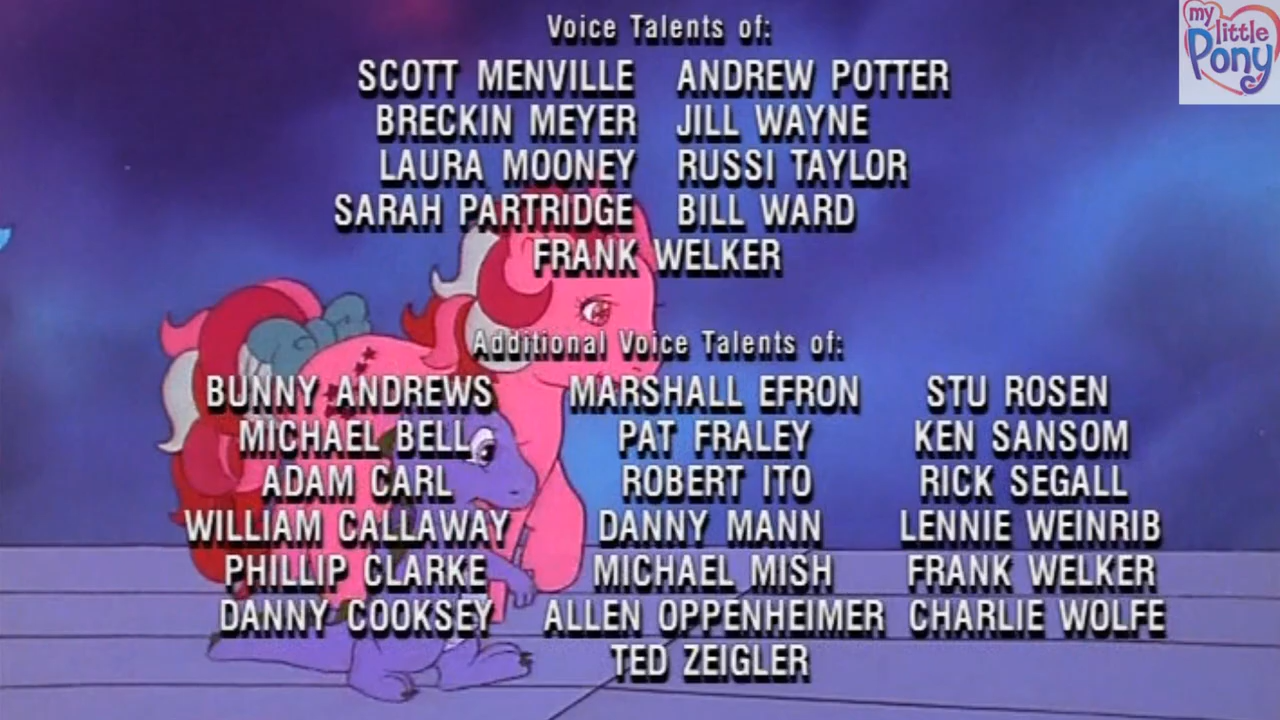 Voice Talents of:
my little Pony
SCOTT MENVILLE ANDREW POTTER
BRECKIN MEYER JILL WAYNE
LAURA MOONEY RUSSI TAYLOR
SARAH PARTRIDGE BILL WARD
FRANK WELKER
Additional Voice Talents of:
BUNNY ANDREWS MARSHALL EFRON STU ROSEN
MICHAEL BELL PAT FRALEY KEN SANSOM
ADAM CARL ROBERT ITO RICK SEGALL
WILLIAM CALLAWAY DANNY MANN LENNIE WEINRIB
PHILLIP CLARKE MICHAEL MISH FRANK WELKER
DANNY COOKSEY ALLEN OPPENHEIMER CHARLIE WOLFE
TED ZEIGLER